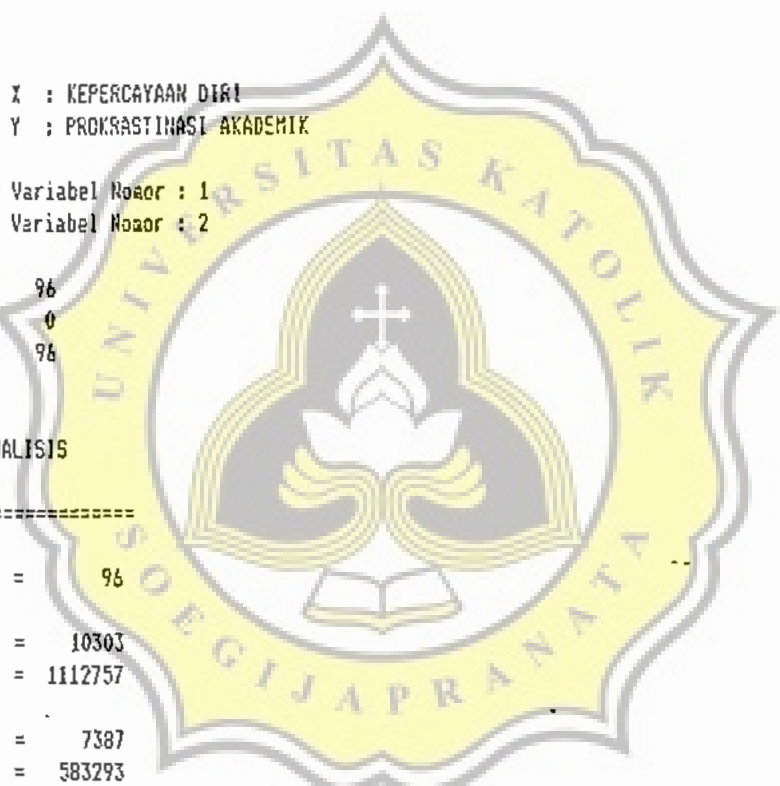 X : KEPERCAYAAN DIRI
Y : PROKRASTINASI AKADEMIK
Variabel Nomor : 1
Variabel Nomor : 2
96
0
96
ALISIS
=============
= 96
= 10303
= 1112757
= 7387
= 583293
UNIVERSITAS KATOLIK
SOEGIJAPRANATA